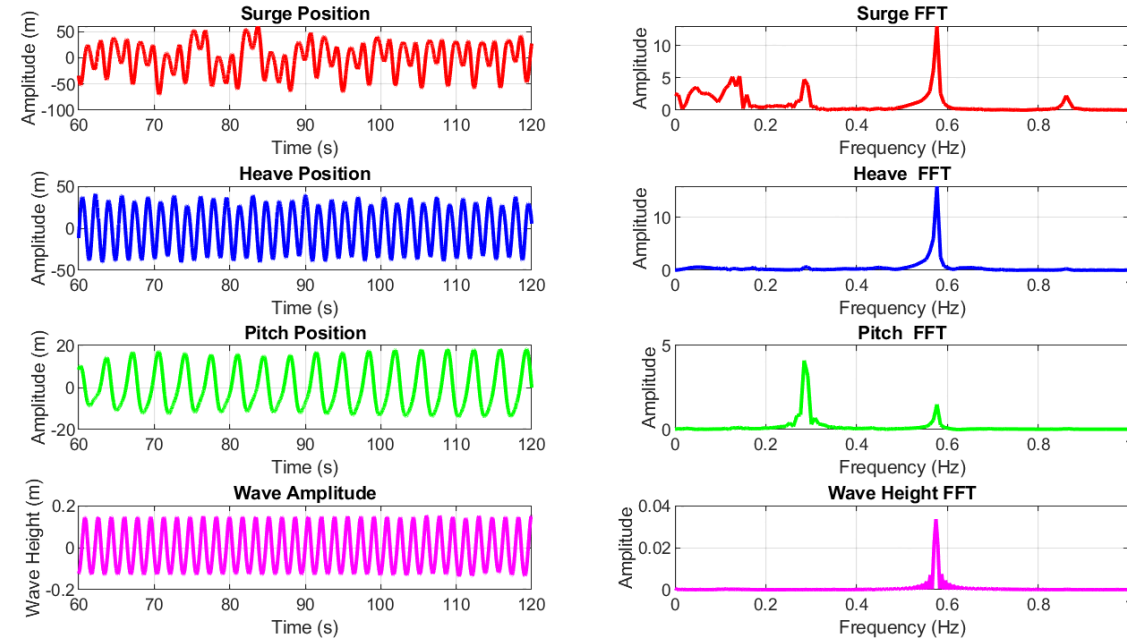 Surge Position
Amplitude (m)
50
0
-50
-100
60 70 80 90 100 110 120
Time (s)
Surge FFT
Amplitude
10
5
0
0 0.2 0.4 0.6 0.8 1
Frequency (Hz)
Heave Position
Amplitude (m)
50
0
-50
60 70 80 90 100 110 120
Time (s)
Heave FFT
Amplitude
10
0
0 0.2 0.4 0.6 0.8 1
Frequency (Hz)
Pitch Position
Amplitude (m)
20
0
-20
60 70 80 90 100 110 120
Time (s)
Pitch FFT
Amplitude
5
0
0 0.2 0.4 0.6 0.8 1
Frequency (Hz)
Wave Amplitude
Wave Height (m)
0.2
0
-0.2
60 70 80 90 100 110 120
Time (s)
Wave Height FFT
Amplitude
0.04
0.02
0
0 0.2 0.4 0.6 0.8 1
Frequency (Hz)